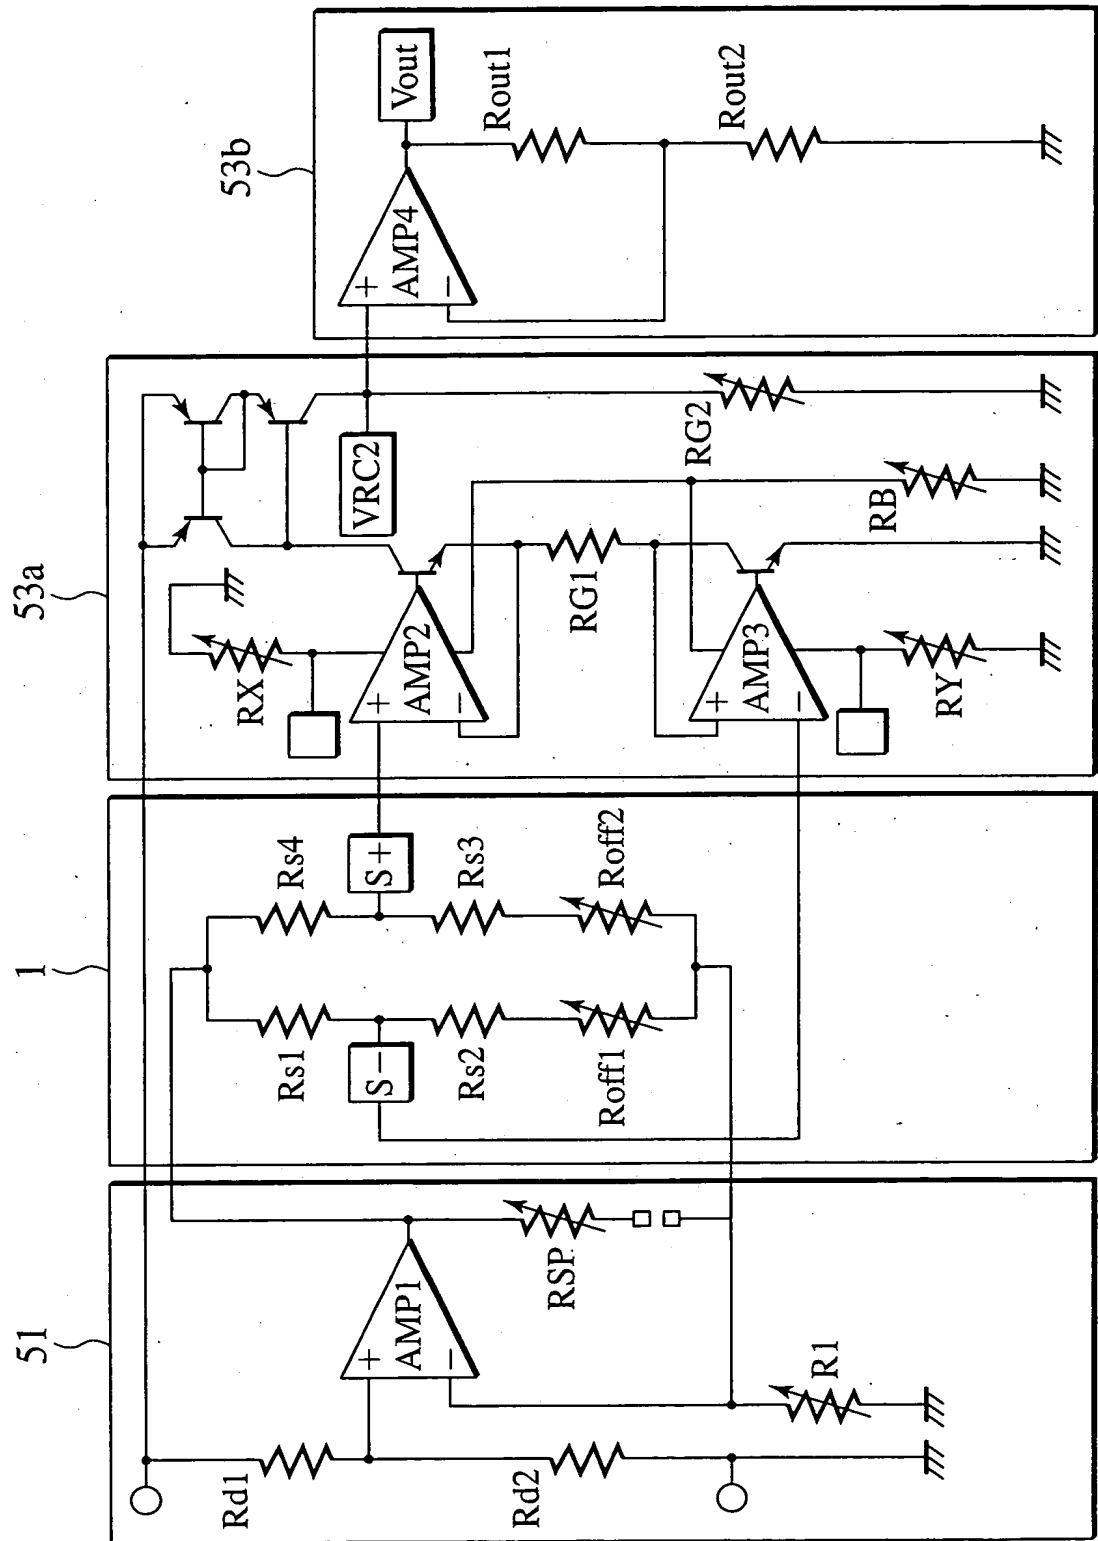 51
1
53a
53b
Rd1
Rd2
+
−
AMP1
RSP
R1
Rs1
Rs4
S−
S+
Rs2
Rs3
Roff1
Roff2
RX
+
−
AMP2
VRC2
RG1
RG2
+
−
AMP3
RB
RY
+
−
AMP4
Vout
Rout1
Rout2